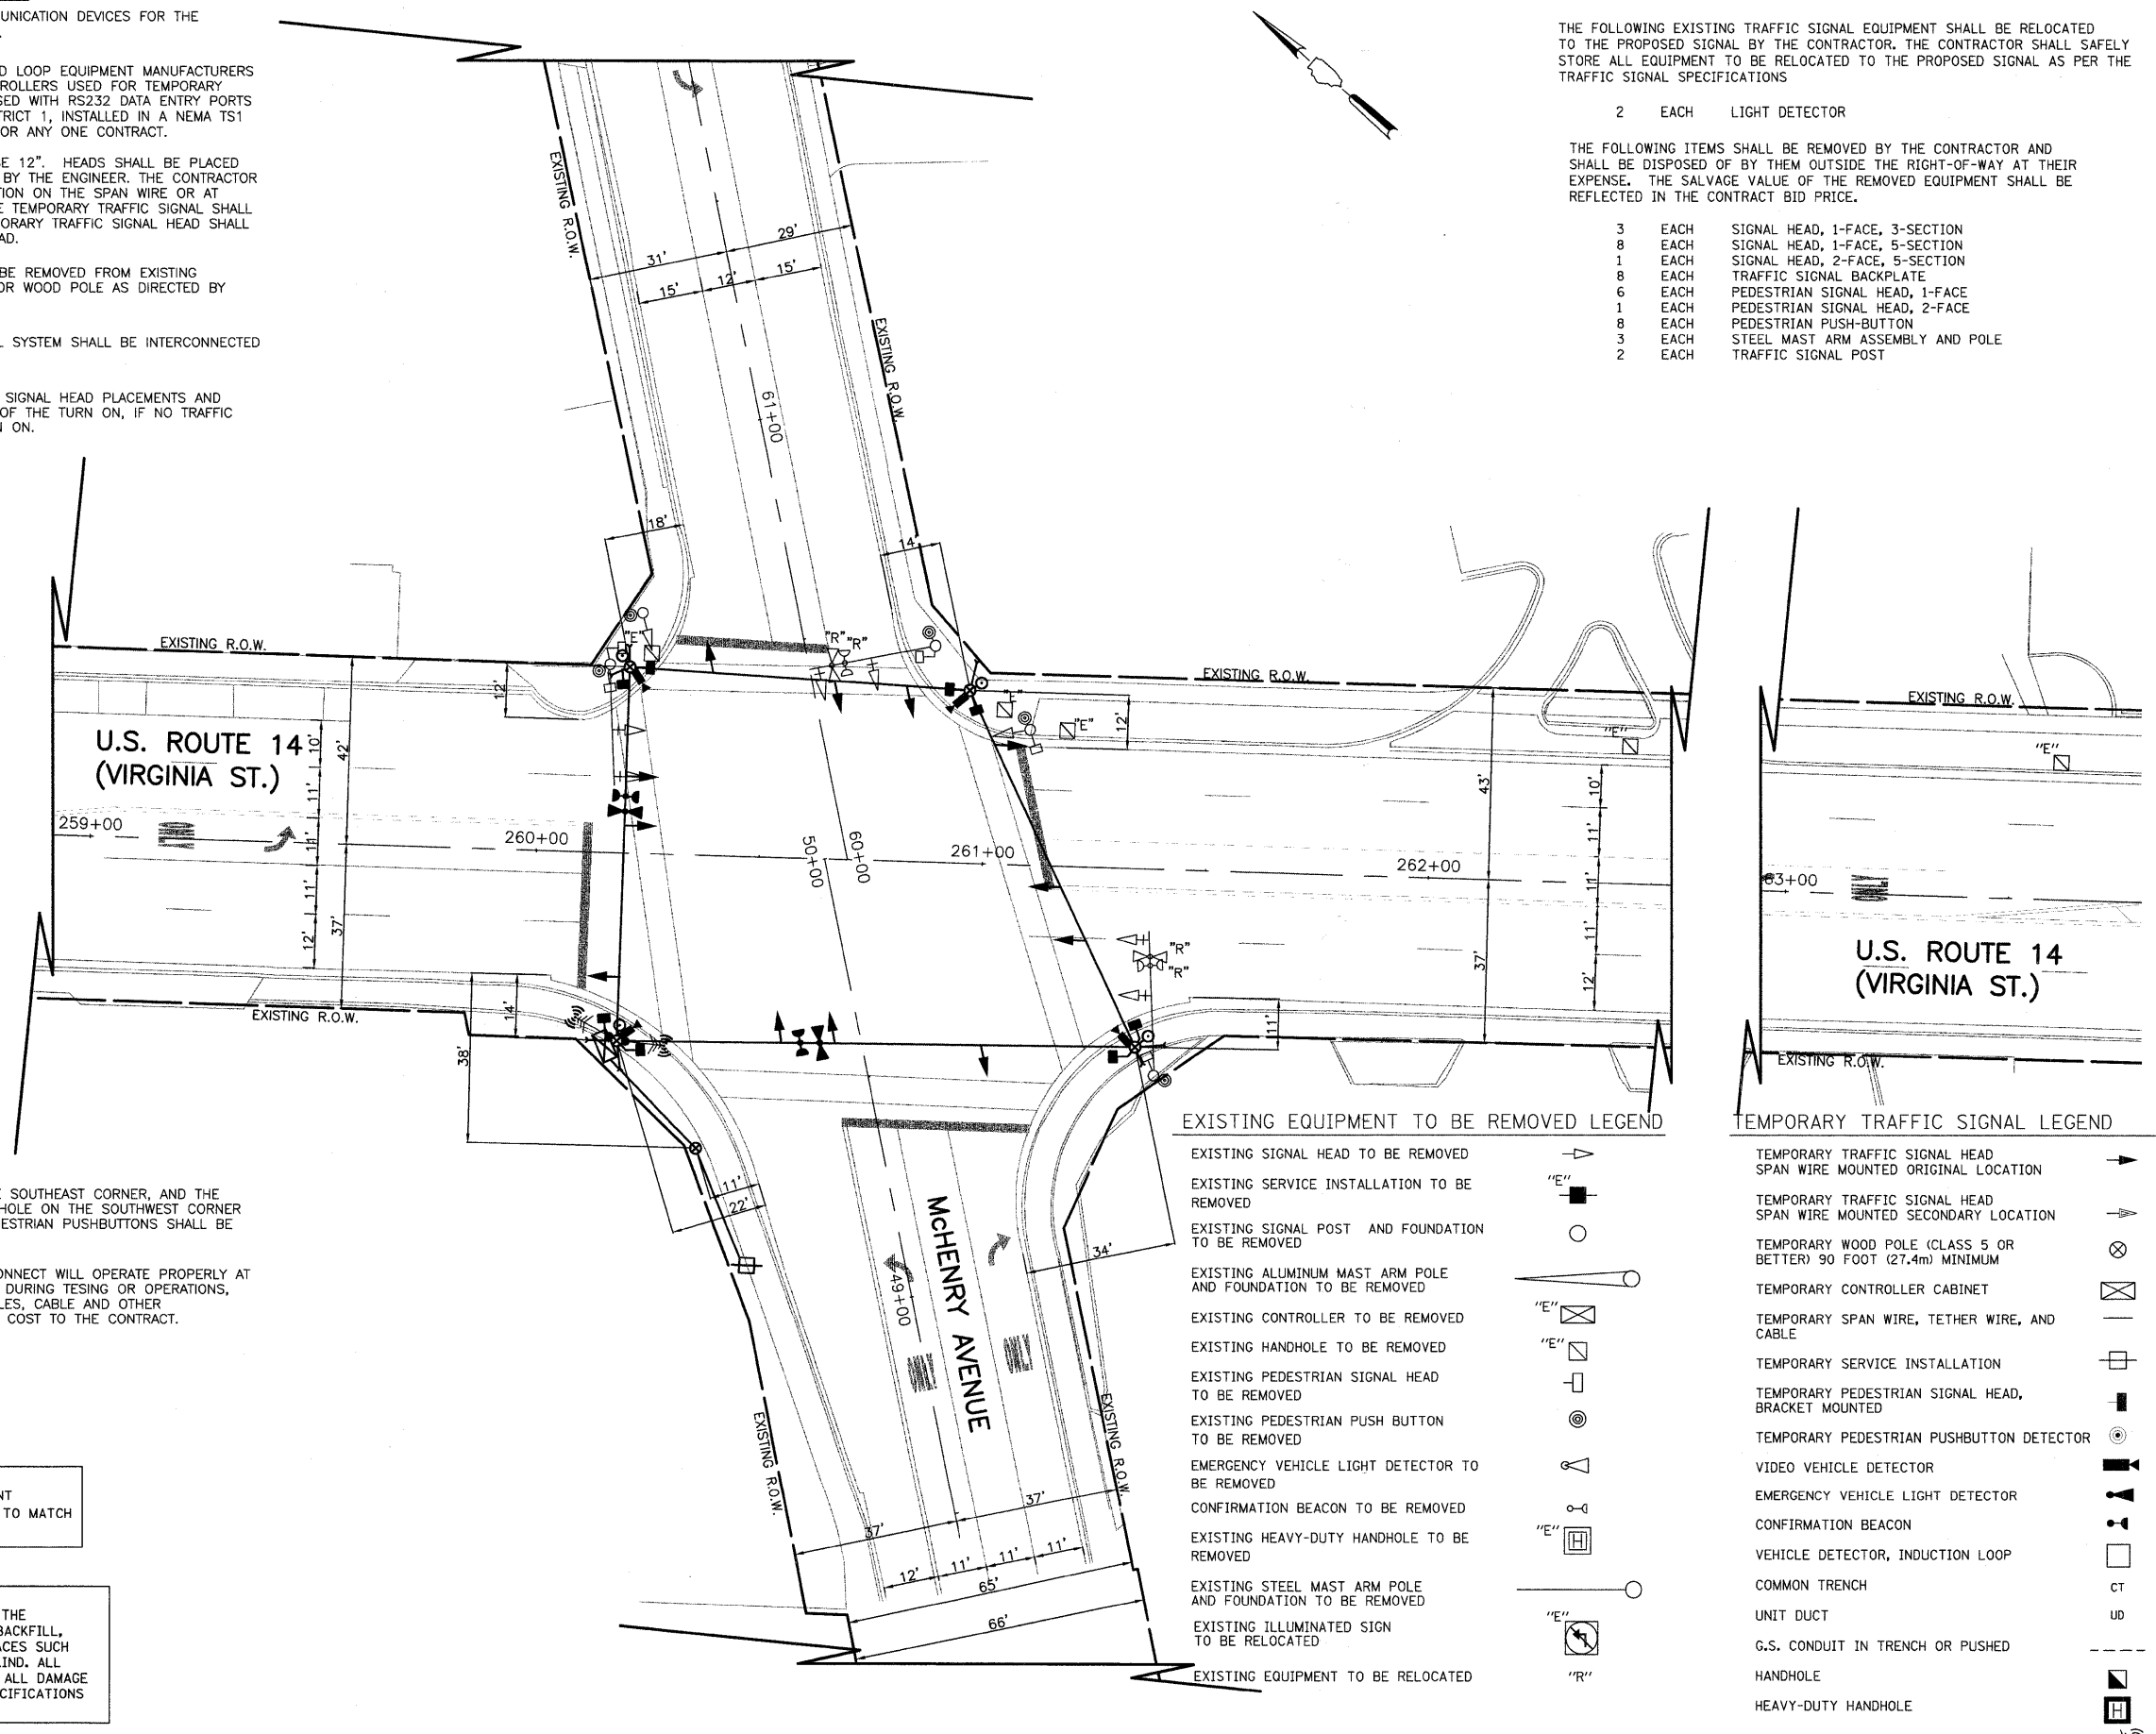 UNICATION DEVICES FOR THE
D LOOP EQUIPMENT MANUFACTURERS
ROLLERS USED FOR TEMPORARY
SED WITH RS232 DATA ENTRY PORTS
TRICT 1, INSTALLED IN A NEMA TS1
OR ANY ONE CONTRACT.
E 12". HEADS SHALL BE PLACED
BY THE ENGINEER. THE CONTRACTOR
TION ON THE SPAN WIRE OR AT
E TEMPORARY TRAFFIC SIGNAL SHALL
PORARY TRAFFIC SIGNAL HEAD SHALL
AD.
BE REMOVED FROM EXISTING
OR WOOD POLE AS DIRECTED BY
L SYSTEM SHALL BE INTERCONNECTED
SIGNAL HEAD PLACEMENTS AND
OF THE TURN ON, IF NO TRAFFIC
N ON.
THE FOLLOWING EXISTING TRAFFIC SIGNAL EQUIPMENT SHALL BE RELOCATED
TO THE PROPOSED SIGNAL BY THE CONTRACTOR. THE CONTRACTOR SHALL SAFELY
STORE ALL EQUIPMENT TO BE RELOCATED TO THE PROPOSED SIGNAL AS PER THE
TRAFFIC SIGNAL SPECIFICATIONS
2 EACH LIGHT DETECTOR
THE FOLLOWING ITEMS SHALL BE REMOVED BY THE CONTRACTOR AND
SHALL BE DISPOSED OF BY THEM OUTSIDE THE RIGHT-OF-WAY AT THEIR
EXPENSE. THE SALVAGE VALUE OF THE REMOVED EQUIPMENT SHALL BE
REFLECTED IN THE CONTRACT BID PRICE.
3 EACH SIGNAL HEAD, 1-FACE, 3-SECTION
8 EACH SIGNAL HEAD, 1-FACE, 5-SECTION
1 EACH SIGNAL HEAD, 2-FACE, 5-SECTION
8 EACH TRAFFIC SIGNAL BACKPLATE
6 EACH PEDESTRIAN SIGNAL HEAD, 1-FACE
1 EACH PEDESTRIAN SIGNAL HEAD, 2-FACE
8 EACH PEDESTRIAN PUSH-BUTTON
3 EACH STEEL MAST ARM ASSEMBLY AND POLE
2 EACH TRAFFIC SIGNAL POST
EXISTING R.O.W.
29'
31'
15' 12' 15'
EXISTING R.O.W.
61+00
18'
14'
EXISTING R.O.W.
"E"
"R" "R"
12'
EXISTING R.O.W.
EXISTING R.O.W.
"E"
"E"
12'
"E"
"E"
U.S. ROUTE 14
(VIRGINIA ST.)
10'
42'
11'
11'
11'
12'
37'
43'
10'
11'
11'
11'
12'
37'
259+00
260+00
50+00
60+00
261+00
262+00
63+00
"R"
"R"
U.S. ROUTE 14
(VIRGINIA ST.)
EXISTING R.O.W.
14'
38'
11'
EXISTING R.O.W.
11'
22'
34'
McHENRY AVENUE
49+00
EXISTING R.O.W.
EXISTING R.O.W.
37'
37'
12' 11' 11' 11'
65'
66'
E SOUTHEAST CORNER, AND THE
HOLE ON THE SOUTHWEST CORNER
DESTRIAN PUSHBUTTONS SHALL BE
ONNECT WILL OPERATE PROPERLY AT
DURING TESING OR OPERATIONS,
LES, CABLE AND OTHER
COST TO THE CONTRACT.
NT
TO MATCH
THE
BACKFILL,
ACES SUCH
KIND. ALL
ALL DAMAGE
CIFICATIONS
EXISTING EQUIPMENT TO BE REMOVED LEGEND
EXISTING SIGNAL HEAD TO BE REMOVED
EXISTING SERVICE INSTALLATION TO BE "E"
REMOVED
EXISTING SIGNAL POST AND FOUNDATION
TO BE REMOVED
EXISTING ALUMINUM MAST ARM POLE
AND FOUNDATION TO BE REMOVED
EXISTING CONTROLLER TO BE REMOVED "E"
EXISTING HANDHOLE TO BE REMOVED "E"
EXISTING PEDESTRIAN SIGNAL HEAD
TO BE REMOVED
EXISTING PEDESTRIAN PUSH BUTTON
TO BE REMOVED
EMERGENCY VEHICLE LIGHT DETECTOR TO
BE REMOVED
CONFIRMATION BEACON TO BE REMOVED
EXISTING HEAVY-DUTY HANDHOLE TO BE "E" H
REMOVED
EXISTING STEEL MAST ARM POLE
AND FOUNDATION TO BE REMOVED
EXISTING ILLUMINATED SIGN "E"
TO BE RELOCATED
EXISTING EQUIPMENT TO BE RELOCATED "R"
TEMPORARY TRAFFIC SIGNAL LEGEND
TEMPORARY TRAFFIC SIGNAL HEAD
SPAN WIRE MOUNTED ORIGINAL LOCATION
TEMPORARY TRAFFIC SIGNAL HEAD
SPAN WIRE MOUNTED SECONDARY LOCATION
TEMPORARY WOOD POLE (CLASS 5 OR
BETTER) 90 FOOT (27.4m) MINIMUM
TEMPORARY CONTROLLER CABINET
TEMPORARY SPAN WIRE, TETHER WIRE, AND
CABLE
TEMPORARY SERVICE INSTALLATION
TEMPORARY PEDESTRIAN SIGNAL HEAD,
BRACKET MOUNTED
TEMPORARY PEDESTRIAN PUSHBUTTON DETECTOR
VIDEO VEHICLE DETECTOR
EMERGENCY VEHICLE LIGHT DETECTOR
CONFIRMATION BEACON
VEHICLE DETECTOR, INDUCTION LOOP
COMMON TRENCH CT
UNIT DUCT UD
G.S. CONDUIT IN TRENCH OR PUSHED
HANDHOLE
HEAVY-DUTY HANDHOLE H